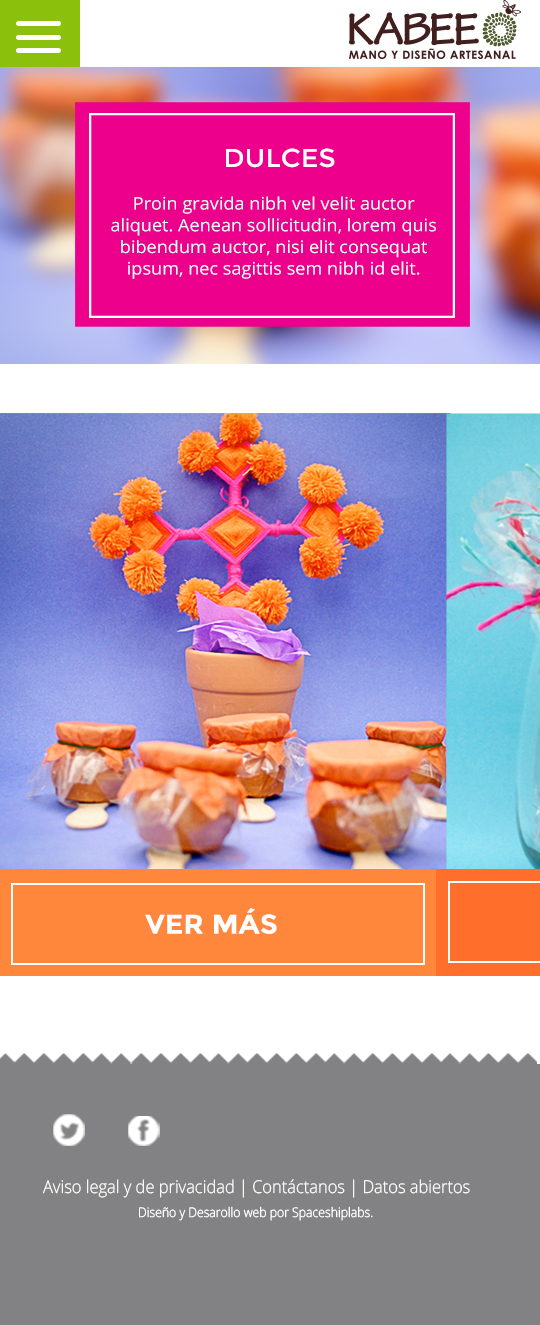 KABEE
MANO Y DISEÑO ARTESANAL
DULCES
Proin gravida nibh vel velit auctor
aliquet. Aenean sollicitudin, lorem quis
bibendum auctor, nisi elit consequat
ipsum, nec sagittis sem nibh id elit.
VER MÁS
Aviso legal y de privacidad | Contáctanos | Datos abiertos
Diseño y Desarollo web por Spaceshiplabs.